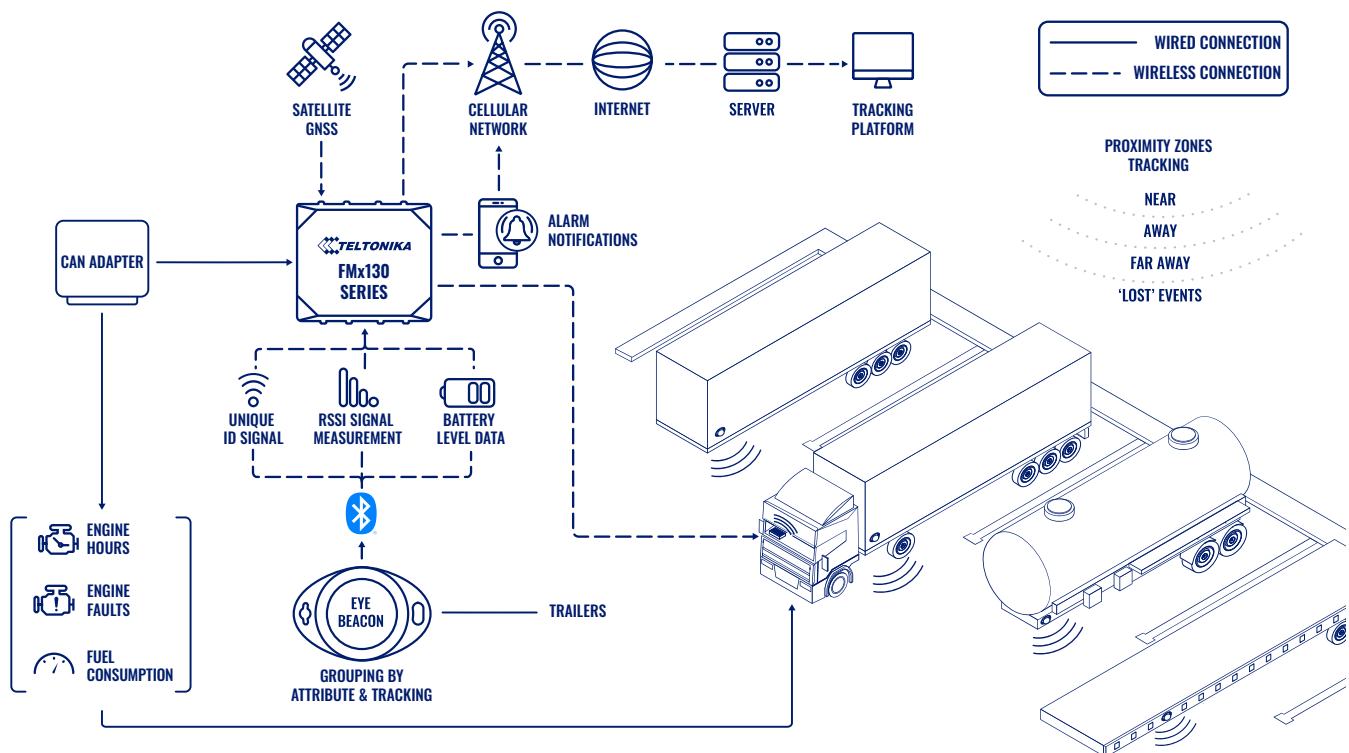 WIRED CONNECTION
WIRELESS CONNECTION
SATELLITE
GNSS
CELLULAR
NETWORK
INTERNET
SERVER
TRACKING
PLATFORM
PROXIMITY ZONES
TRACKING
NEAR
AWAY
FAR AWAY
‘LOST’ EVENTS
CAN ADAPTER
TELTONIKA
FMx130
SERIES
ALARM
NOTIFICATIONS
UNIQUE
ID SIGNAL
RSSI SIGNAL
MEASUREMENT
BATTERY
LEVEL DATA
ENGINE
HOURS
ENGINE
FAULTS
FUEL
CONSUMPTION
EYE
BEACON
TRAILERS
GROUPING BY
ATTRIBUTE & TRACKING